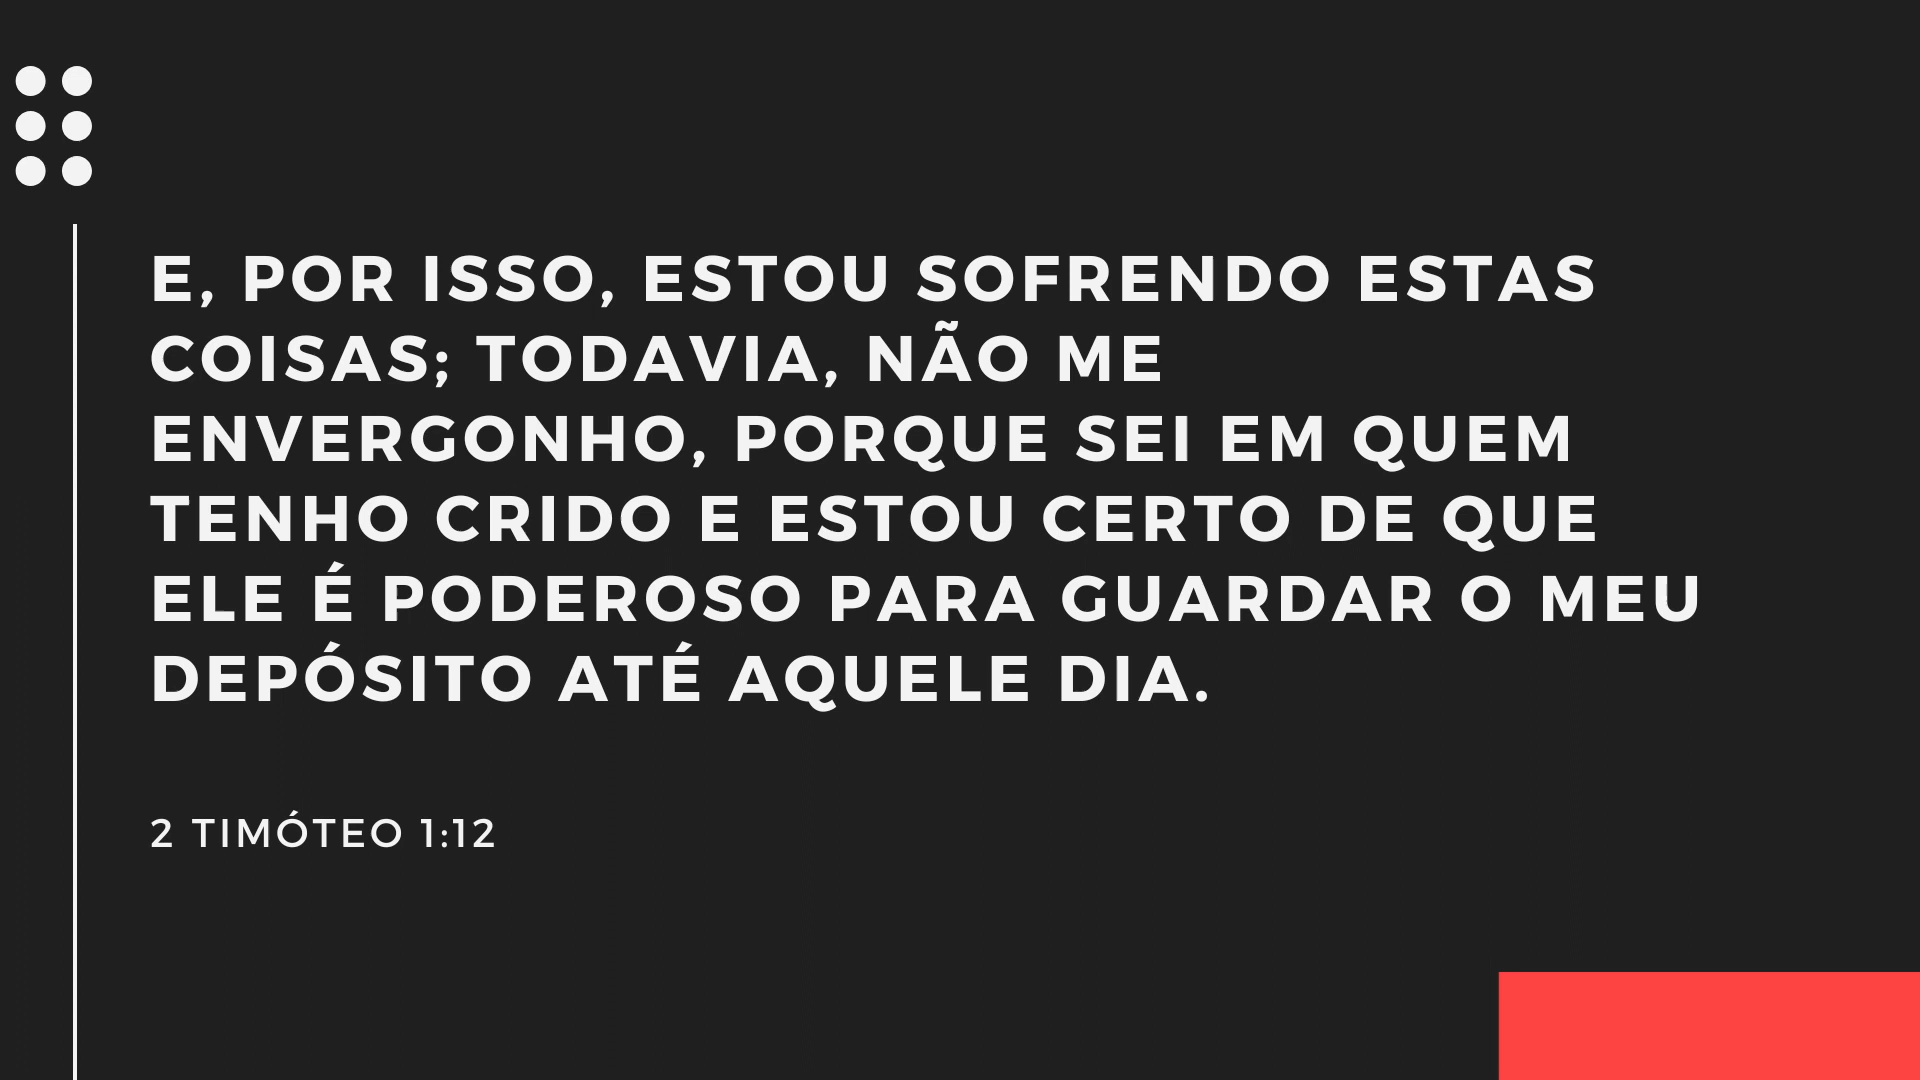 E, POR ISSO, ESTOU SOFRENDO ESTAS
COISAS; TODAVIA, NÃO ME
ENVERGONHO, PORQUE SEI EM QUEM
TENHO CRIDO E ESTOU CERTO DE QUE
ELE É PODEROSO PARA GUARDAR O MEU
DEPÓSITO ATÉ AQUELE DIA.
2 TIMÓTEO 1:12